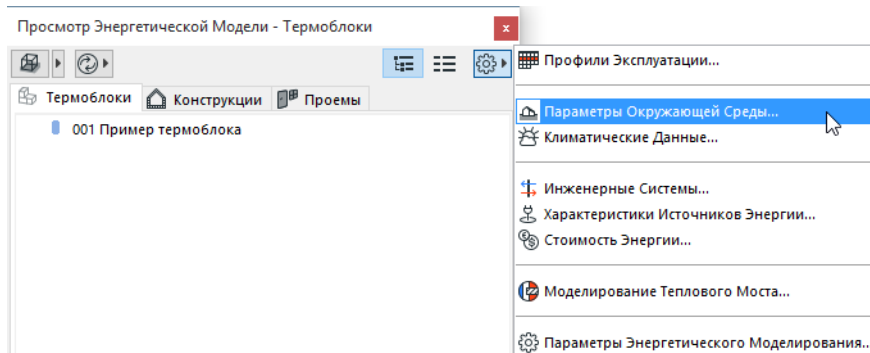 Просмотр Энергетической Модели - Термоблоки
Термоблоки Конструкции Проемы
001 Пример термоблока
Профили Эксплуатации...
Параметры Окружающей Среды...
Климатические Данные...
Инженерные Системы...
Характеристики Источников Энергии...
Стоимость Энергии...
Моделирование Теплового Моста...
Параметры Энергетического Моделирования...